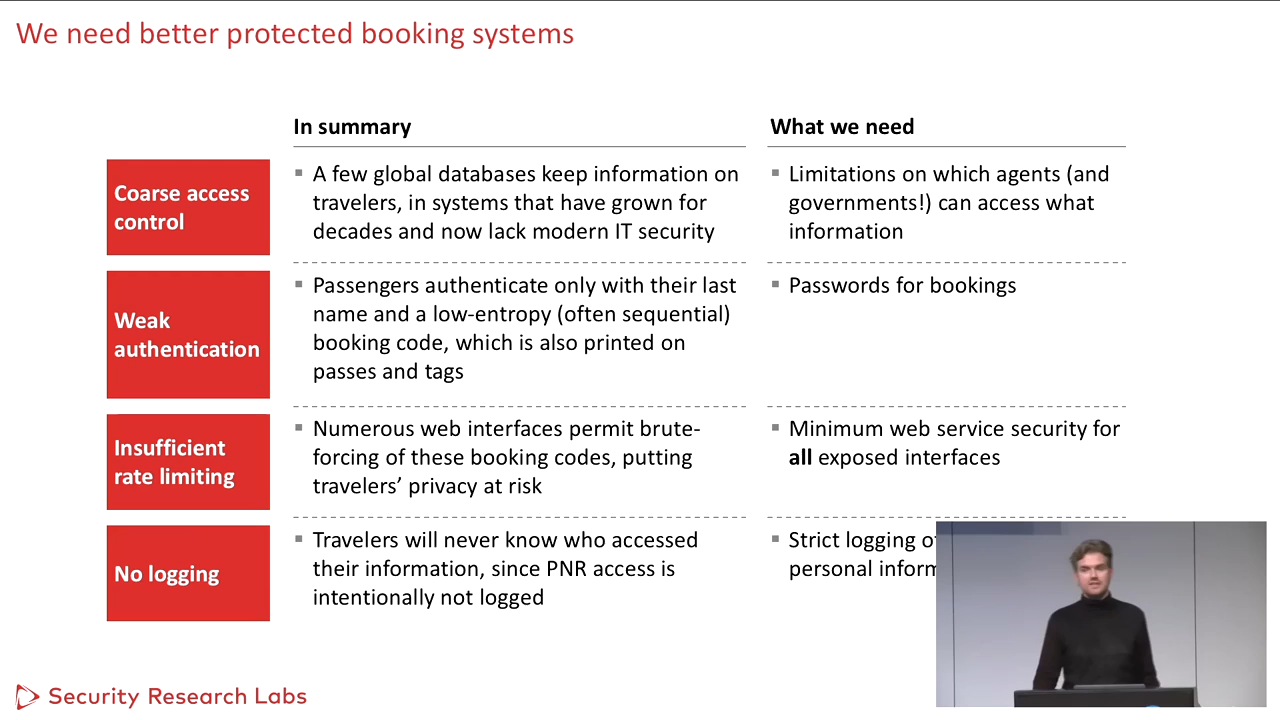 We need better protected booking systems
In summary
What we need
Coarse access
control
▪ A few global databases keep information on
travelers, in systems that have grown for
decades and now lack modern IT security
▪ Limitations on which agents (and
governments!) can access what
information
Weak
authentication
▪ Passengers authenticate only with their last
name and a low-entropy (often sequential)
booking code, which is also printed on
passes and tags
▪ Passwords for bookings
Insufficient
rate limiting
▪ Numerous web interfaces permit brute-
forcing of these booking codes, putting
travelers’ privacy at risk
▪ Minimum web service security for
all exposed interfaces
No logging
▪ Travelers will never know who accessed
their information, since PNR access is
intentionally not logged
▪ Strict logging
personal
Security Research Labs